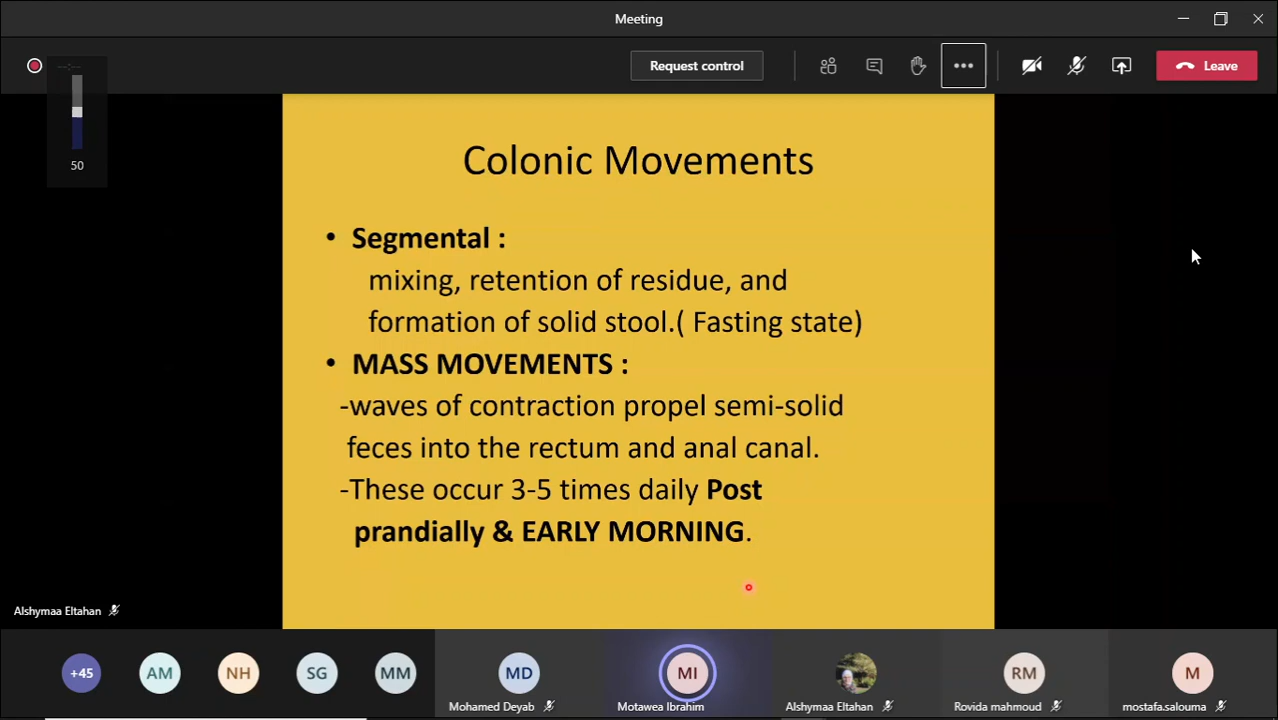 Meeting
Request control
Leave
--:--
50
Colonic Movements
• Segmental :
mixing, retention of residue, and
formation of solid stool.( Fasting state)
• MASS MOVEMENTS :
-waves of contraction propel semi-solid
feces into the rectum and anal canal.
-These occur 3-5 times daily Post
prandially & EARLY MORNING.
Alshymaa Eltahan
+45
AM
NH
SG
MM
MD
MI
RM
M
Mohamed Deyab
Motawea Ibrahim
Alshymaa Eltahan
Rovida mahmoud
mostafa.salouma